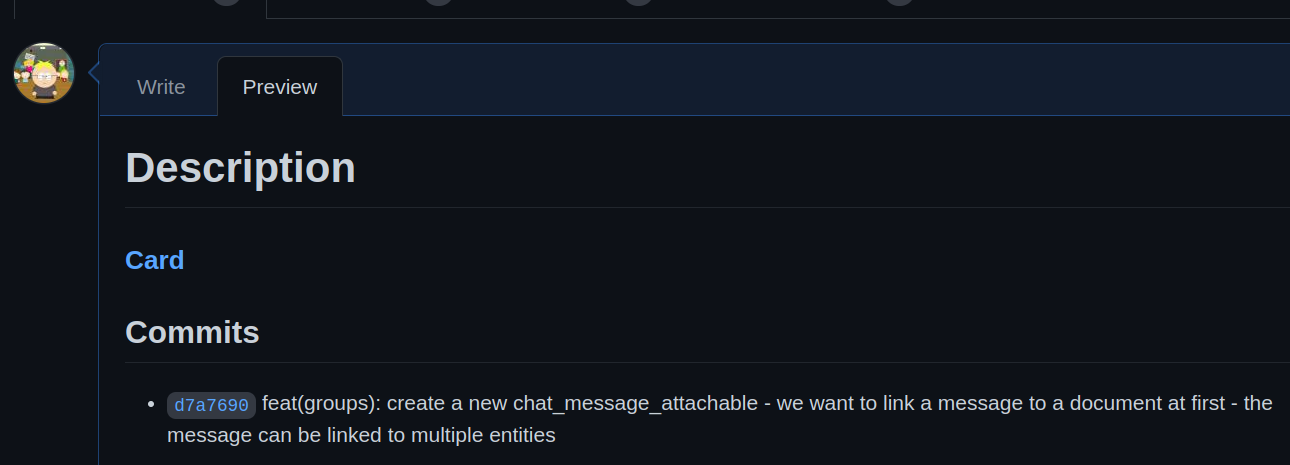 Write
Preview
Description
Card
Commits
d7a7690 feat(groups): create a new chat_message_attachable - we want to link a message to a document at first - the
message can be linked to multiple entities